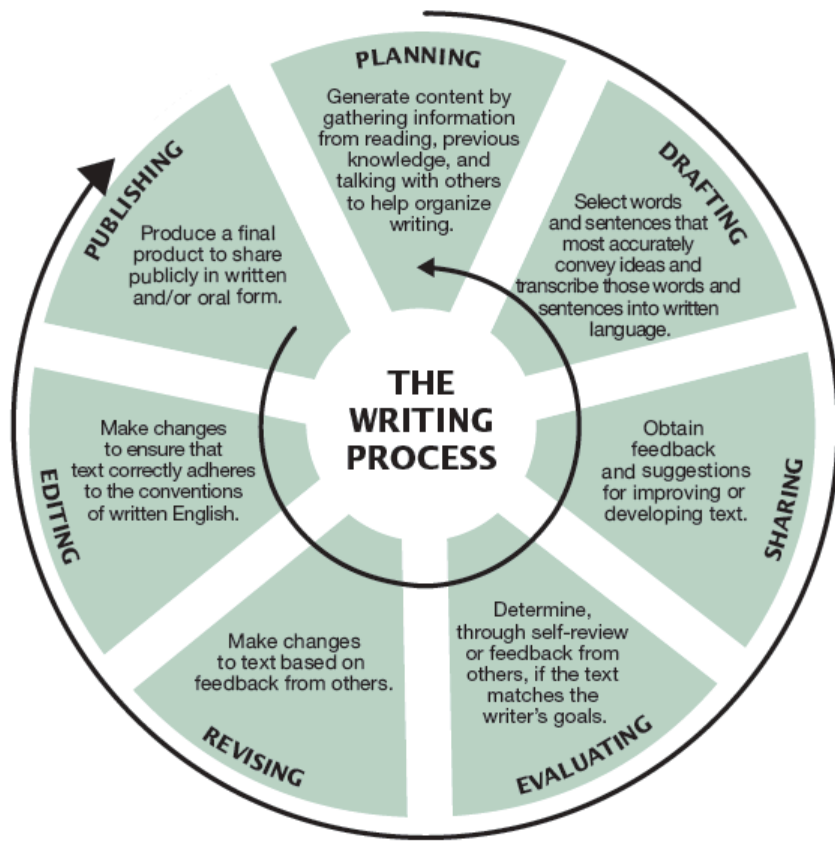 PLANNING
Generate content by
gathering information
from reading, previous
knowledge, and
talking with others
to help organize
writing.
DRAFTING
Select words
and sentences that
most accurately
convey ideas and
transcribe those words and
sentences into written
language.
SHARING
Obtain
feedback
and suggestions
for improving or
developing text.
EVALUATING
Determine,
through self-review
or feedback from
others, if the text
matches the
writer's goals.
REVISING
Make changes
to text based on
feedback from others.
EDITING
Make changes
to ensure that
text correctly adheres
to the conventions
of written English.
PUBLISHING
Produce a final
product to share
publicly in written
and/or oral form.
THE
WRITING
PROCESS